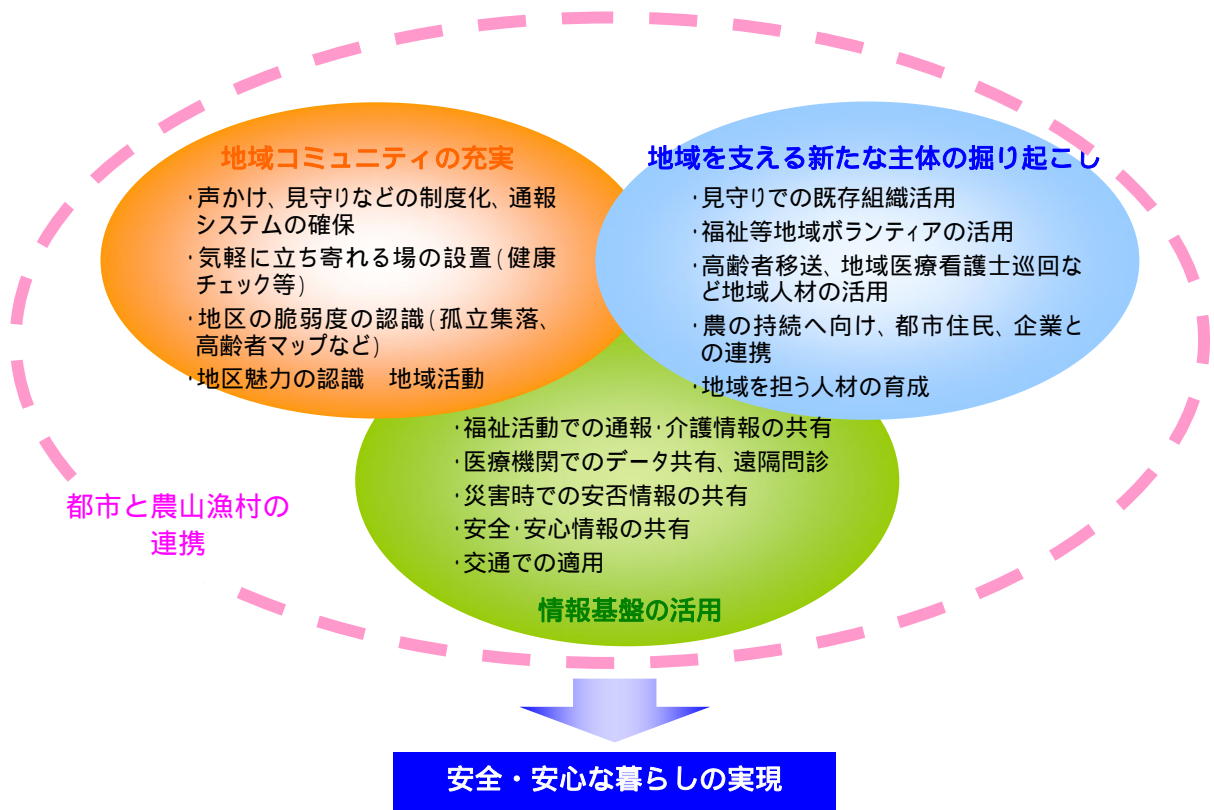 地域コミュニティの充実
・声かけ、見守りなどの制度化、通報
システムの確保
・気軽に立ち寄れる場の設置(健康
チェック等)
・地区の脆弱度の認識(孤立集落、
高齢者マップなど)
・地区魅力の認識　地域活動
地域を支える新たな主体の掘り起こし
・見守りでの既存組織活用
・福祉等地域ボランティアの活用
・高齢者移送、地域医療看護士巡回な
ど地域人材の活用
・農の持続へ向け、都市住民、企業と
の連携
・地域を担う人材の育成
・福祉活動での通報・介護情報の共有
・医療機関でのデータ共有、遠隔問診
・災害時での安否情報の共有
・安全・安心情報の共有
・交通での適用
情報基盤の活用
都市と農山漁村の
連携
安全・安心な暮らしの実現